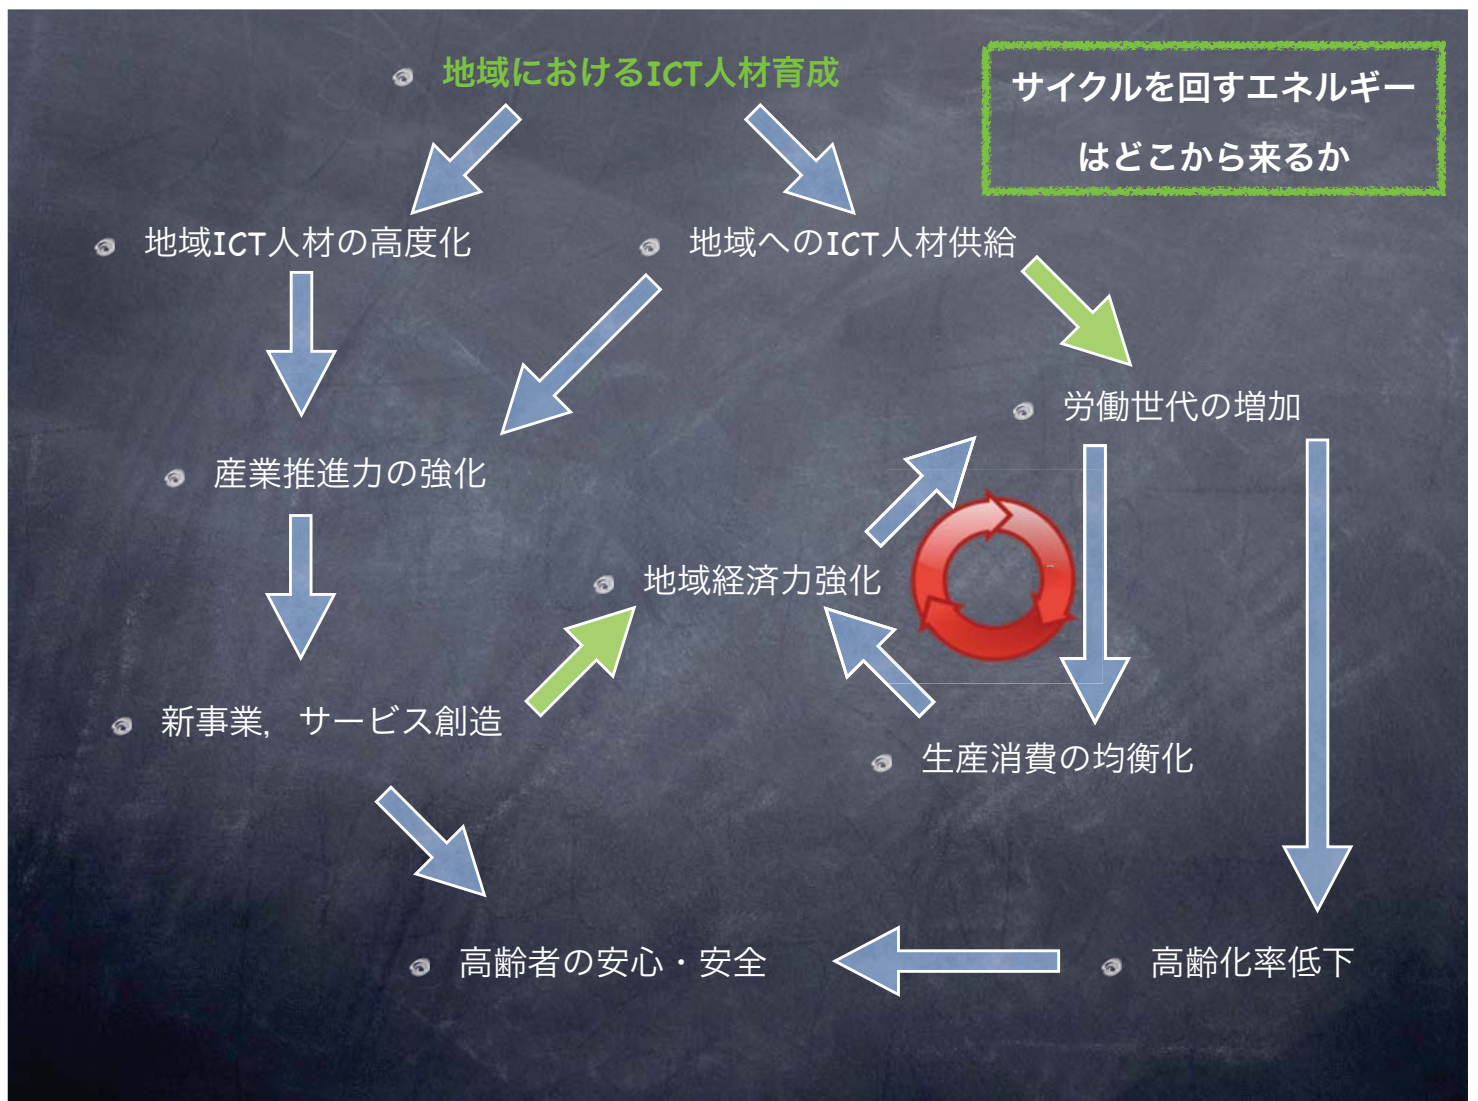 地域におけるICT人材育成
サイクルを回すエネルギー
はどこから来るか
地域ICT人材の高度化
地域へのICT人材供給
労働世代の増加
産業推進力の強化
地域経済力強化
新事業，サービス創造
生産消費の均衡化
高齢者の安心・安全
高齢化率低下